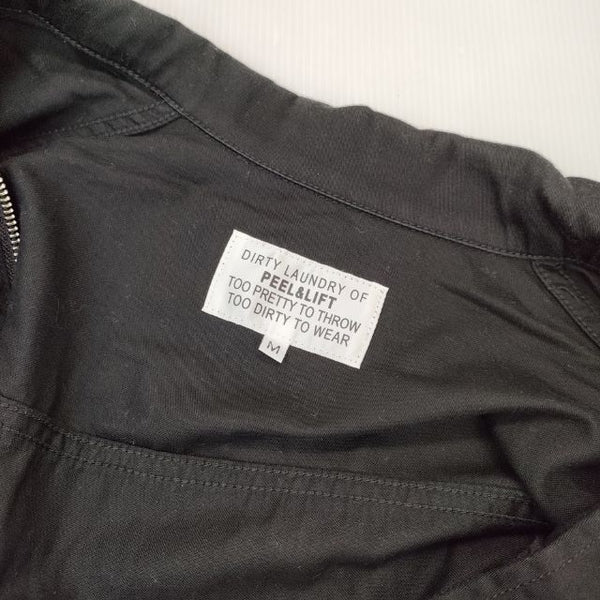 DIRTY LAUNDRY OF
PEEL&LIFT
TOO PRETTY TO THROW
TOO DIRTY TO WEAR
M